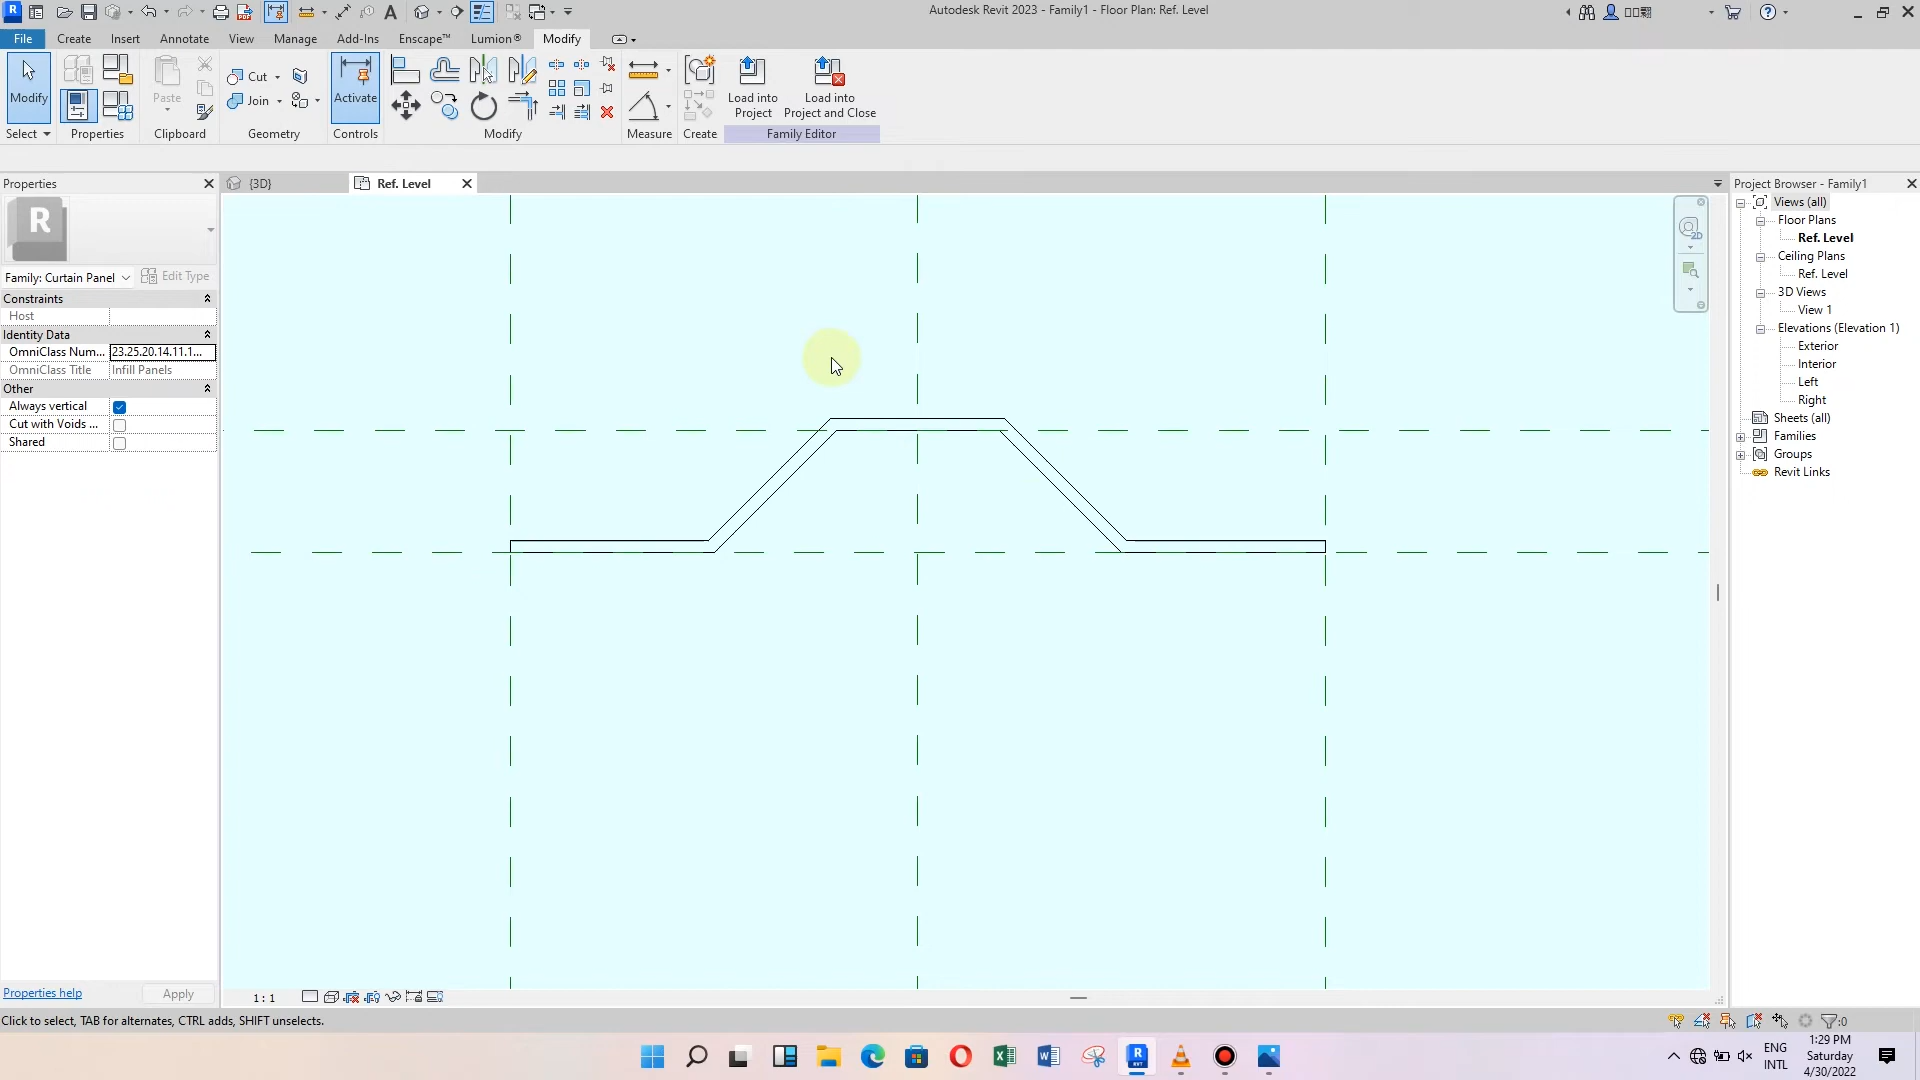 Autodesk Revit 2023 - Family1 - Floor Plan: Ref. Level
File Create Insert Annotate View Manage Add-Ins Enscape™ Lumion® Modify
Modify
Select
Properties
Paste
Clipboard
Cut
Join
Geometry
Activate
Controls
Modify
Measure
Create
Load into
Project
Load into
Project and Close
Family Editor
Properties
R
Family: Curtain Panel
Edit Type
Constraints
Host
Identity Data
OmniClass Num... 23.25.20.14.11.1...
OmniClass Title Infill Panels
Other
Always vertical
Cut with Voids ...
Shared
Properties help
Apply
{3D}
Ref. Level
2D
1 : 1
Project Browser - Family1
Views (all)
Floor Plans
Ref. Level
Ceiling Plans
Ref. Level
3D Views
View 1
Elevations (Elevation 1)
Exterior
Interior
Left
Right
Sheets (all)
Families
Groups
Revit Links
Click to select, TAB for alternates, CTRL adds, SHIFT unselects.
:0
ENG
INTL
1:29 PM
Saturday
4/30/2022